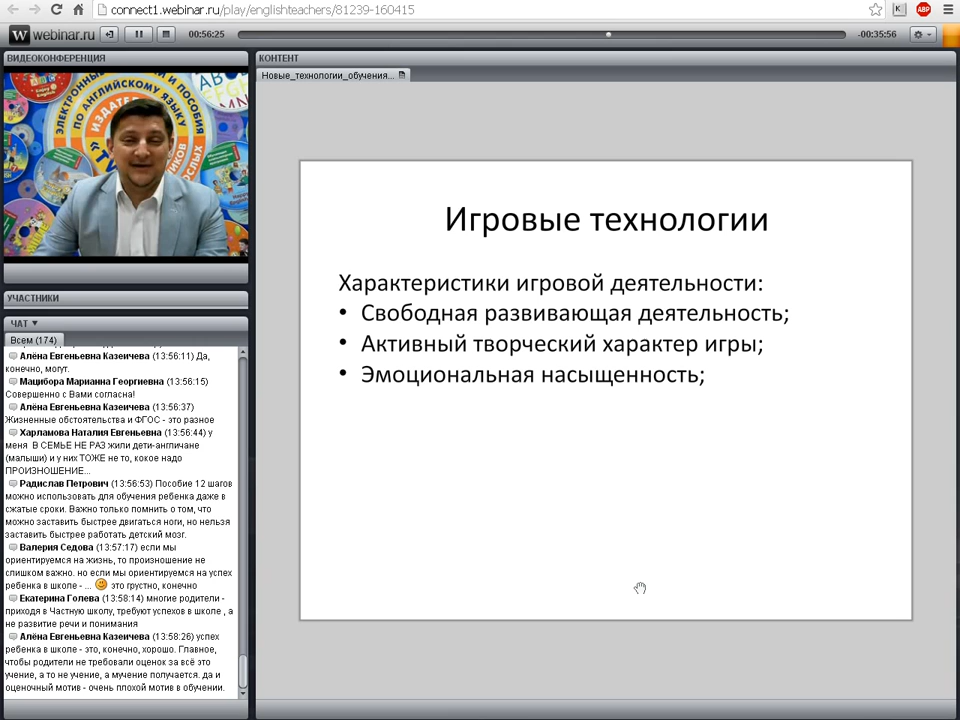 connect1.webinar.ru/play/englishteachers/81239-160415
K
ABP
W webinar.ru
00:56:25
-00:35:56
ВИДЕОКОНФЕРЕНЦИЯ
ЭЛЕКТРОННЫЕ
И ПОСОБИЯ
ПО АНГЛИЙСКОМУ ЯЗЫКУ
ИЗДАТЕ
УЧАСТНИКИ
ЧАТ
Всем (174)
Алёна Евгеньевна Казеичева (13:56:11) Да,
конечно, могут.
Мацибора Марианна Георгиевна (13:56:15)
Совершенно с Вами согласна!
Алёна Евгеньевна Казеичева (13:56:37)
Жизненные обстоятельства и ФГОС - это разное
Харламова Наталия Евгеньевна (13:56:44) у
меня В СЕМЬЕ НЕ РАЗ жили дети-англичане
(малыши) и у них ТОЖЕ не то, кокое надо
ПРОИЗНОШЕНИЕ...
Радислав Петрович (13:56:53) Пособие 12 шагов
можно использовать для обучения ребенка даже в
сжатые сроки. Важно только помнить о том, что
можно заставить быстрее двигаться ноги, но нельзя
заставить быстрее работать детский мозг.
Валерия Седова (13:57:17) если мы
ориентируемся на жизнь, то произношение не
слишком важно. но если мы ориентируемся на успех
ребенка в школе - ... это грустно, конечно
Екатерина Голева (13:58:14) многие родители -
приходя в Частную школу, требуют успехов в школе , а
не развитие речи и понимания
Алёна Евгеньевна Казеичева (13:58:26) успех
ребенка в школе - это, конечно, хорошо. Главное,
чтобы родители не требовали оценок за всё это
учение, а то не учение, а мучение получается. да и
оценочный мотив - очень плохой мотив в обучении.
КОНТЕНТ
Новые_технологии_обучения...
Игровые технологии
Характеристики игровой деятельности:
• Свободная развивающая деятельность;
• Активный творческий характер игры;
• Эмоциональная насыщенность;